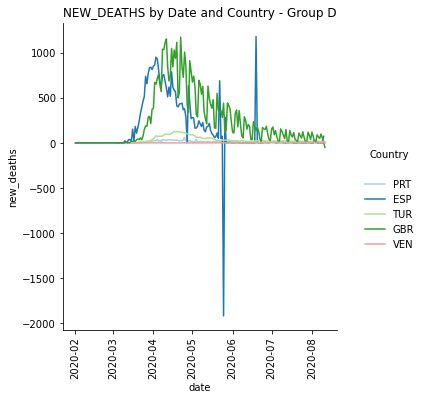 NEW_DEATHS by Date and Country - Group D
new_deaths
1000
500
0
−500
−1000
−1500
−2000
2020-02
2020-03
2020-04
2020-05
2020-06
2020-07
2020-08
date
Country
PRT
ESP
TUR
GBR
VEN